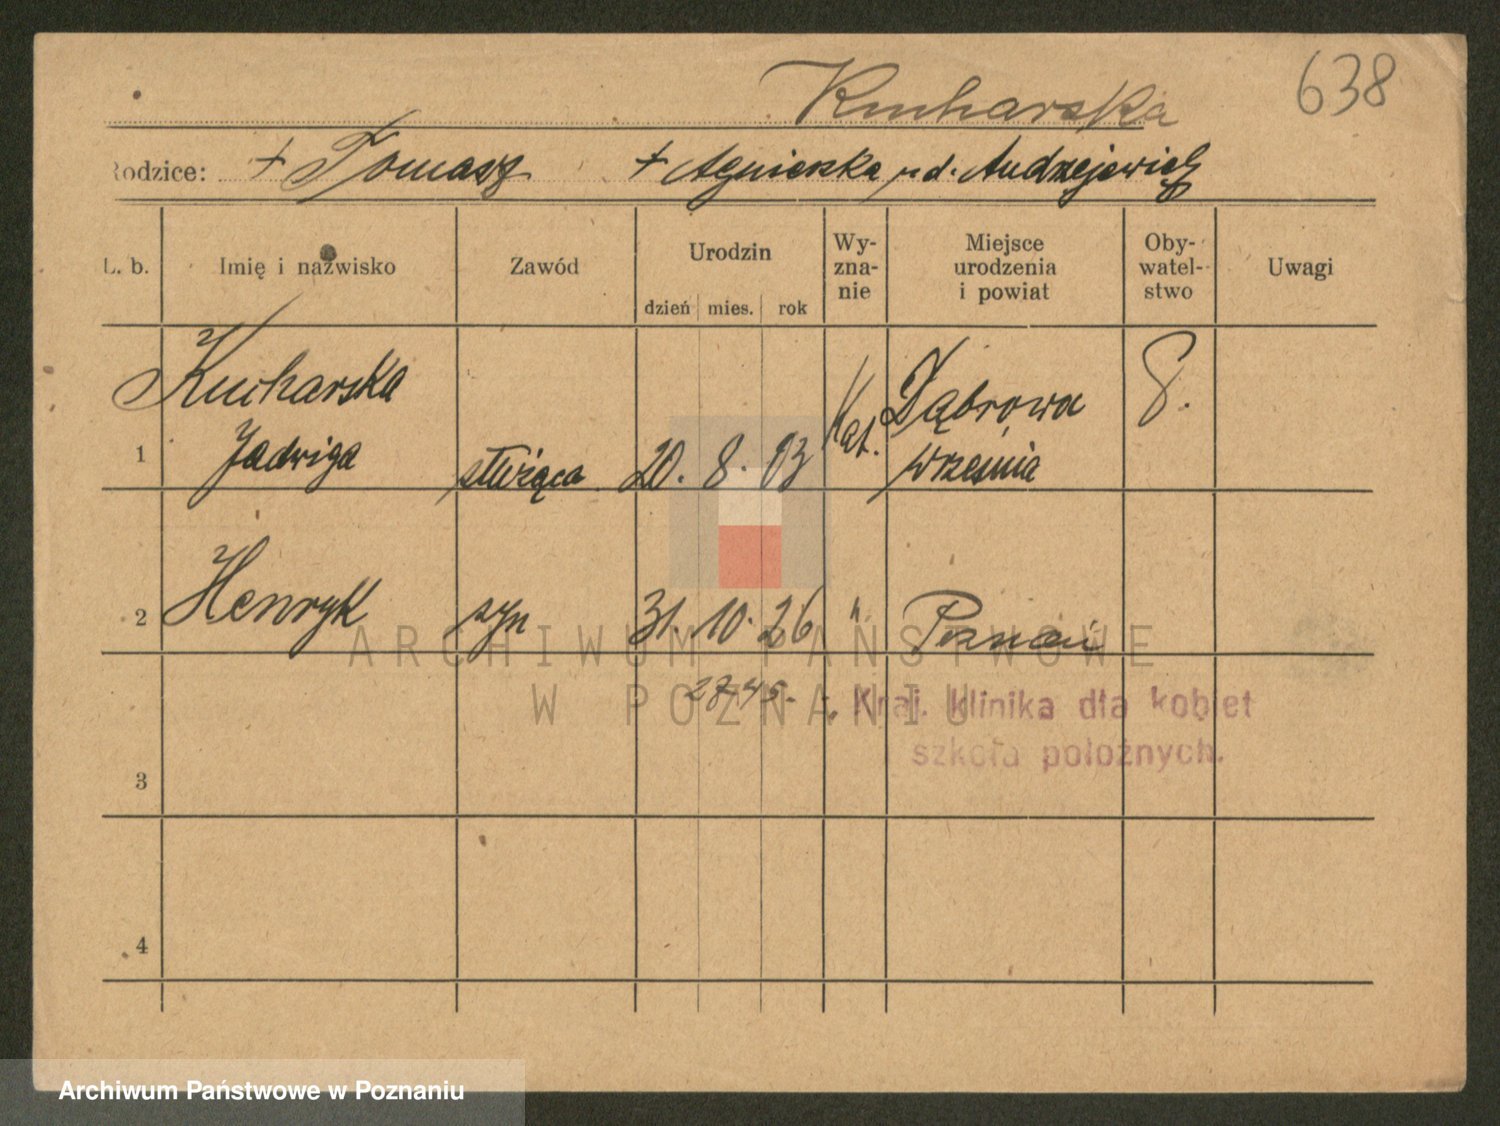 Kucharska
638
Rodzice: + Tomasz + Agnieszka
L. b.
Imię i nazwisko
Zawód
Urodzin
dzień mies. rok
Wy-
zna-
nie
Miejsce
urodzenia
i powiat
Oby-
watel-
stwo
Uwagi
Kucharska
1 Jadwiga służąca 20. 8. 03 Kat. Dąbrowa
Września
2 Henryk syn 31. 10. 26 " Poznań
Kraj. klinika dla kobiet
szkoła położnych.
3
4
ARCHIWUM PAŃSTWOWE
W POZNANIU
Archiwum Państwowe w Poznaniu